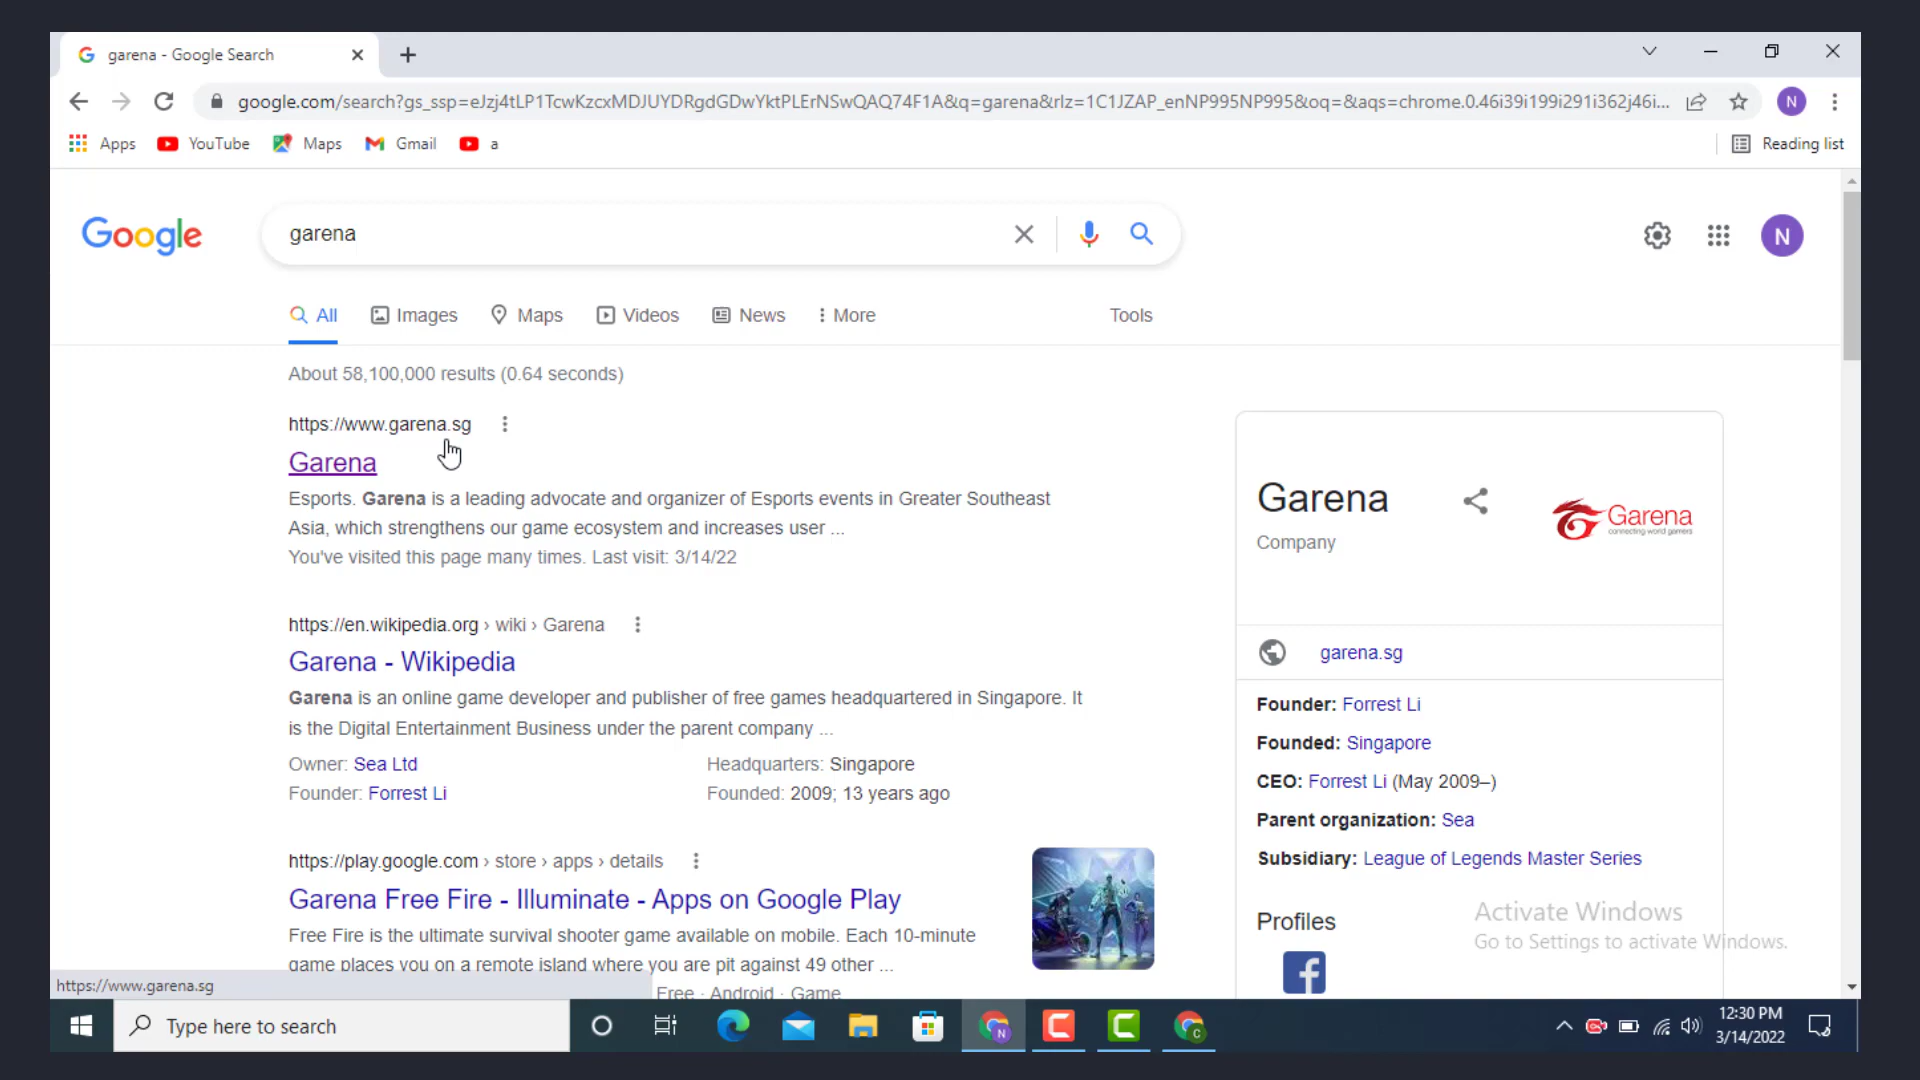 garena - Google Search
google.com/search?gs_ssp=eJzj4tLP1TcwKzcxMDJUYDRgdGDwYktPLErNSwQAQ74F1A&q=garena&rlz=1C1JZAP_enNP995NP995&oq=&aqs=chrome.0.46i39i199i291i362j46i... N
Apps YouTube Maps Gmail a Reading list
Google garena N
All Images Maps Videos News More Tools
About 58,100,000 results (0.64 seconds)
https://www.garena.sg
Garena
Esports. Garena is a leading advocate and organizer of Esports events in Greater Southeast
Asia, which strengthens our game ecosystem and increases user ...
You've visited this page many times. Last visit: 3/14/22
https://en.wikipedia.org › wiki › Garena
Garena - Wikipedia
Garena is an online game developer and publisher of free games headquartered in Singapore. It
is the Digital Entertainment Business under the parent company ...
Owner: Sea Ltd Headquarters: Singapore
Founder: Forrest Li Founded: 2009; 13 years ago
https://play.google.com › store › apps › details
Garena Free Fire - Illuminate - Apps on Google Play
Free Fire is the ultimate survival shooter game available on mobile. Each 10-minute
game places you on a remote island where you are pit against 49 other ...
Free · Android · Game
Garena
Company
Garena
connecting world gamers
garena.sg
Founder: Forrest Li
Founded: Singapore
CEO: Forrest Li (May 2009–)
Parent organization: Sea
Subsidiary: League of Legends Master Series
Profiles
Activate Windows
Go to Settings to activate Windows.
https://www.garena.sg
Type here to search
12:30 PM
3/14/2022